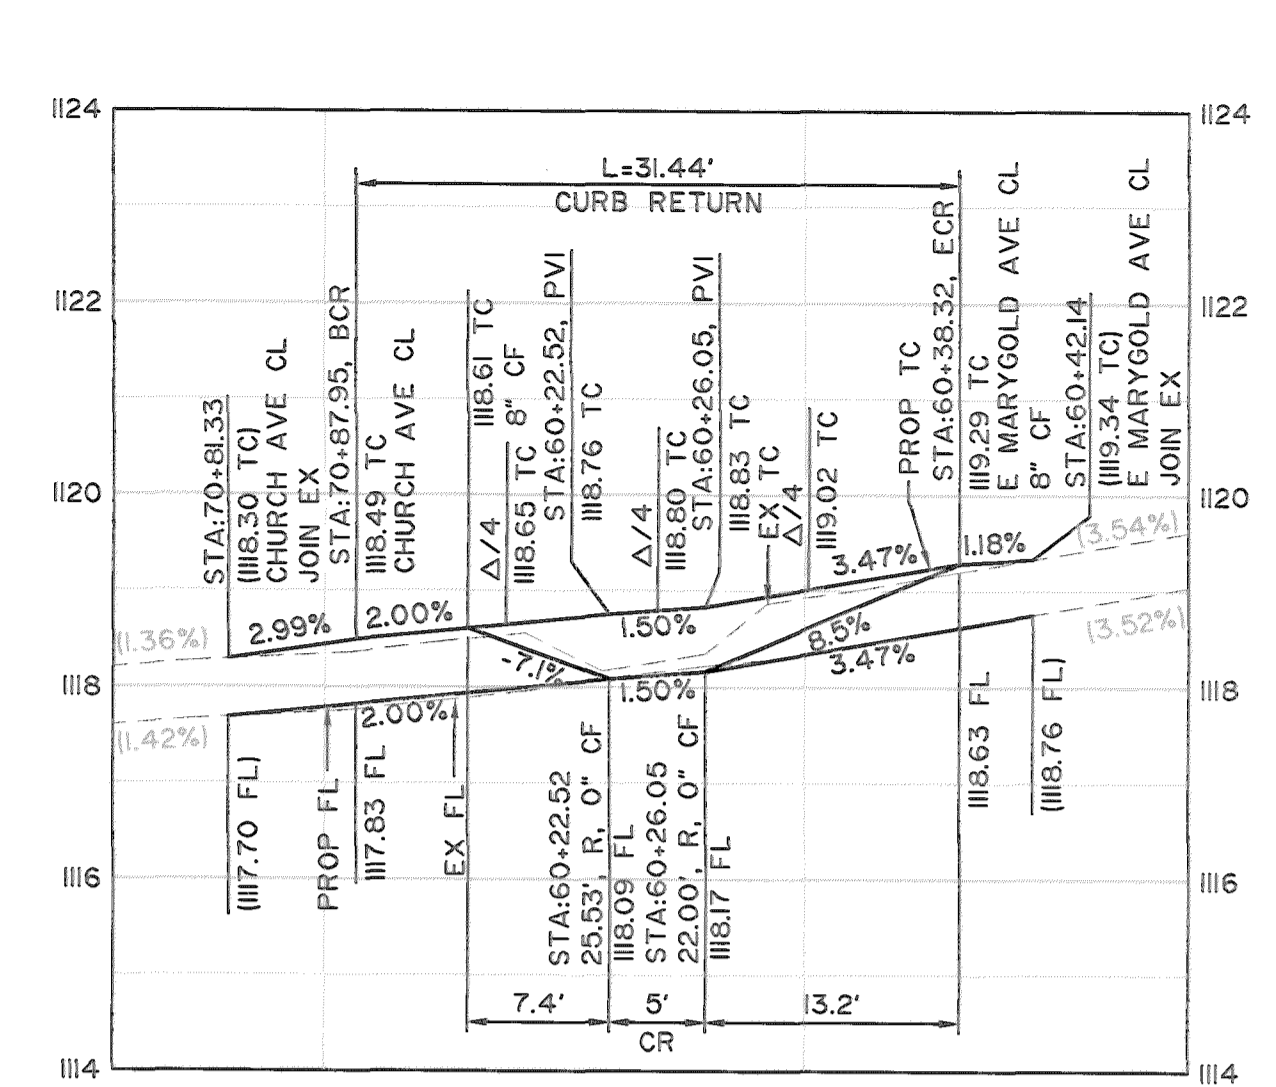 1124
1124
L=31.44'
CURB RETURN
1122
1122
1120
1120
1118
1118
1116
1116
1114
1114
STA:70+81.33
(1118.30 TC)
CHURCH AVE CL
JOIN EX
STA:70+87.95, BCR
1118.49 TC
CHURCH AVE CL
1118.61 TC
8" CF
Δ/4
1118.65 TC
STA:60+22.52, PVI
1118.76 TC
Δ/4
1118.80 TC
STA:60+26.05, PVI
1118.83 TC
EX TC
Δ/4
1119.02 TC
PROP TC
STA:60+38.32, ECR
1119.29 TC
E MARYGOLD AVE CL
8" CF
STA:60+42.14
(1119.34 TC)
E MARYGOLD AVE CL
JOIN EX
(1.36%)
2.99%
2.00%
1.50%
3.47%
1.18%
(3.54%)
-7.1%
8.5%
(1.42%)
2.00%
1.50%
3.47%
(3.52%)
(1117.70 FL)
PROP FL
1117.83 FL
EX FL
STA:60+22.52
25.53', R, 0" CF
1118.09 FL
STA:60+26.05
22.00', R, 0" CF
1118.17 FL
1118.63 FL
(1118.76 FL)
7.4'
5'
13.2'
CR